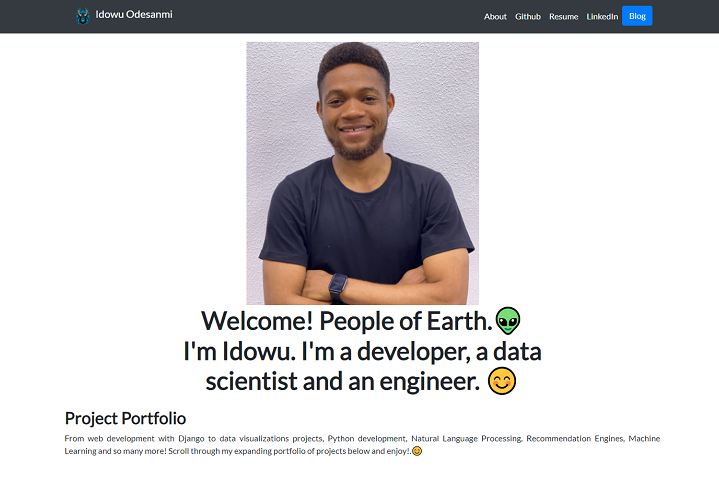 Idowu Odesanmi
About Github Resume LinkedIn Blog
Welcome! People of Earth.👽
I'm Idowu. I'm a developer, a data
scientist and an engineer. 😊
Project Portfolio
From web development with Django to data visualizations projects, Python development, Natural Language Processing, Recommendation Engines, Machine
Learning and so many more! Scroll through my expanding portfolio of projects below and enjoy!.😊